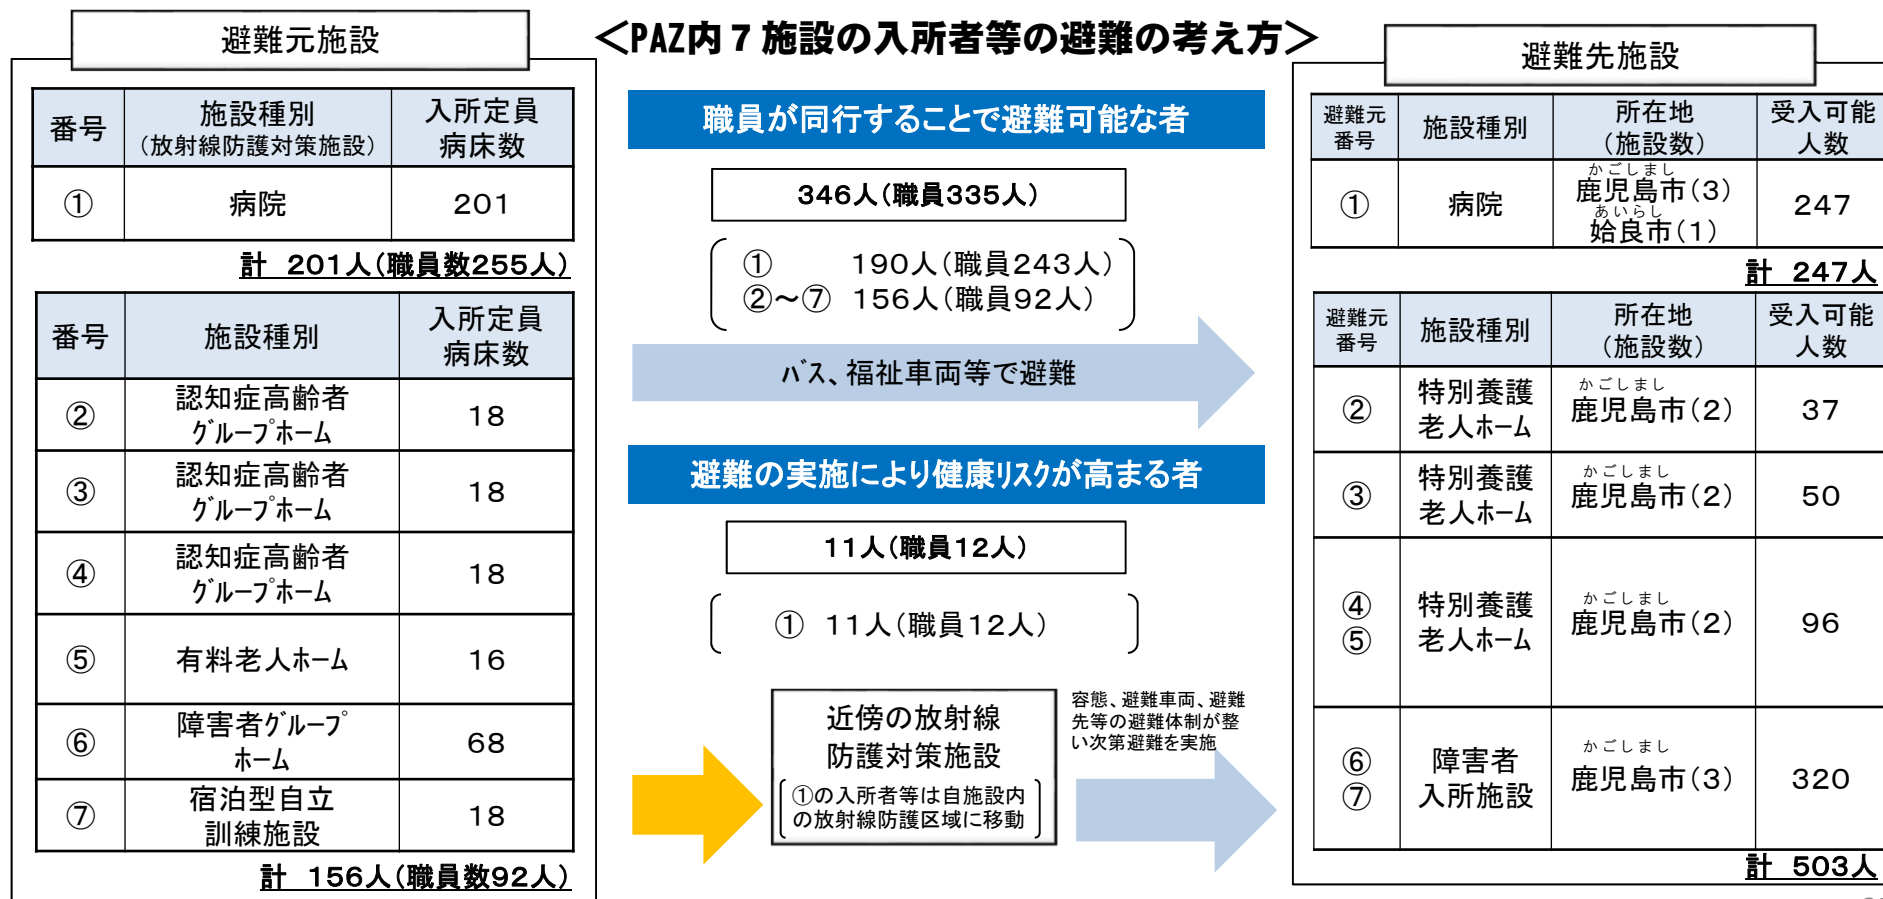 <PAZ内7施設の入所者等の避難の考え方>
避難元施設
番号
施設種別
(放射線防護対策施設)
入所定員
病床数
①
病院
201
計 201人(職員数255人)
番号
施設種別
入所定員
病床数
②
認知症高齢者
グループホーム
18
③
認知症高齢者
グループホーム
18
④
認知症高齢者
グループホーム
18
⑤
有料老人ホーム
16
⑥
障害者グループ
ホーム
68
⑦
宿泊型自立
訓練施設
18
計 156人(職員数92人)
職員が同行することで避難可能な者
346人(職員335人)
① 190人(職員243人)
②~⑦ 156人(職員92人)
バス、福祉車両等で避難
避難の実施により健康リスクが高まる者
11人(職員12人)
① 11人(職員12人)
近傍の放射線
防護対策施設
①の入所者等は自施設内
の放射線防護区域に移動
容態、避難車両、避難
先等の避難体制が整
い次第避難を実施
避難先施設
避難元
番号
施設種別
所在地
(施設数)
受入可能
人数
①
病院
かごしまし
鹿児島市(3)
あいらし
姶良市(1)
247
計 247人
避難元
番号
施設種別
所在地
(施設数)
受入可能
人数
②
特別養護
老人ホーム
かごしまし
鹿児島市(2)
37
③
特別養護
老人ホーム
かごしまし
鹿児島市(2)
50
④
⑤
特別養護
老人ホーム
かごしまし
鹿児島市(2)
96
⑥
⑦
障害者
入所施設
かごしまし
鹿児島市(3)
320
計 503人